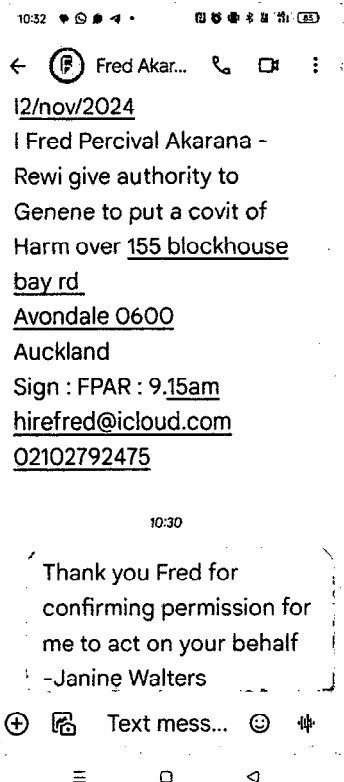 10:32
Fred Akar...
12/nov/2024
I Fred Percival Akarana -
Rewi give authority to
Genene to put a covit of
Harm over 155 blockhouse
bay rd
Avondale 0600
Auckland
Sign : FPAR : 9.15am
hirefred@icloud.com
02102792475
10:30
Thank you Fred for
confirming permission for
me to act on your behalf
-Janine Walters
Text mess...